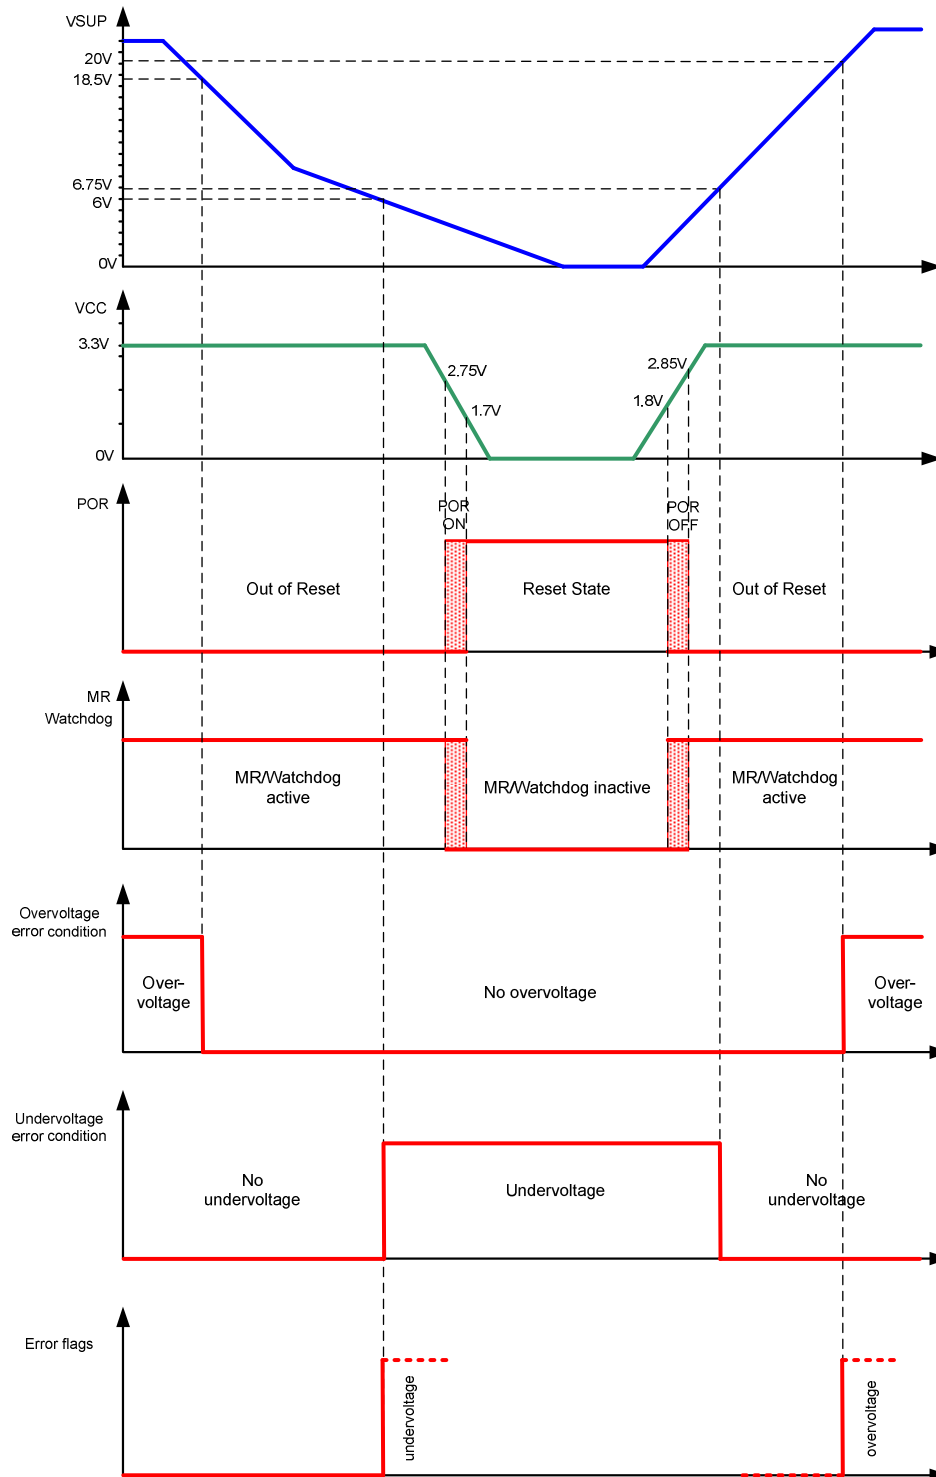 VSUP
20V
18.5V
6.75V
6V
0V
VCC
3.3V
2.75V
2.85V
1.7V
1.8V
0V
POR
POR
ON
POR
OFF
Out of Reset
Reset State
Out of Reset
MR
Watchdog
MR/Watchdog
active
MR/Watchdog inactive
MR/Watchdog
active
Overvoltage
error condition
Over-
voltage
No overvoltage
Over-
voltage
Undervoltage
error condition
No
undervoltage
Undervoltage
No
undervoltage
Error flags
undervoltage
overvoltage